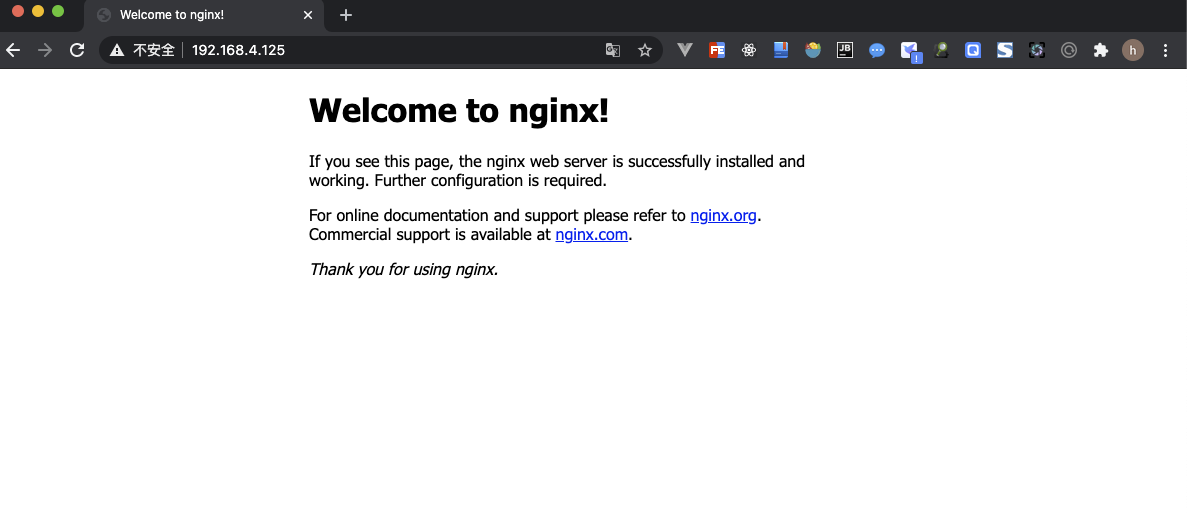 Welcome to nginx!
不安全 192.168.4.125
FE
JB
!
Q
S
h
Welcome to nginx!
If you see this page, the nginx web server is successfully installed and
working. Further configuration is required.
For online documentation and support please refer to nginx.org.
Commercial support is available at nginx.com.
Thank you for using nginx.